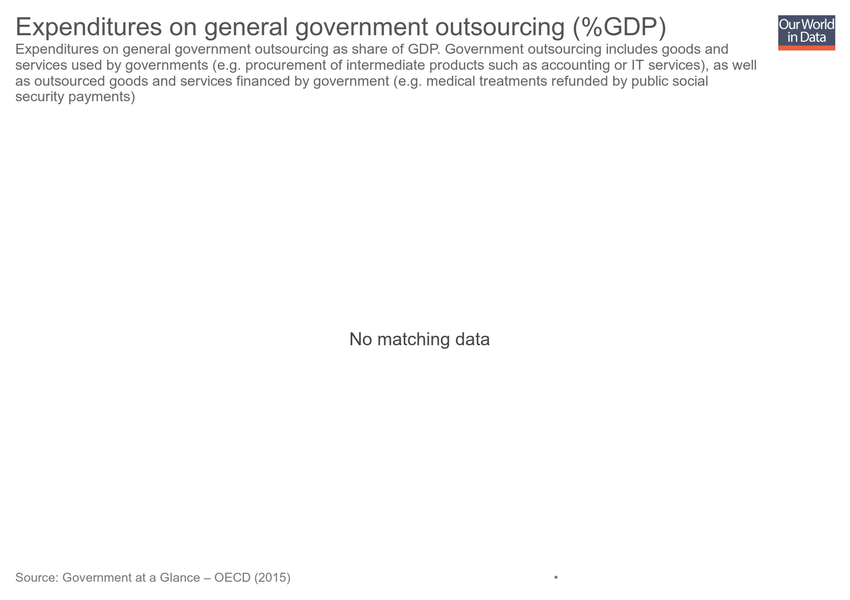 Expenditures on general government outsourcing (%GDP)
Our World
in Data
Expenditures on general government outsourcing as share of GDP. Government outsourcing includes goods and
services used by governments (e.g. procurement of intermediate products such as accounting or IT services), as well
as outsourced goods and services financed by government (e.g. medical treatments refunded by public social
security payments)
No matching data
Source: Government at a Glance – OECD (2015)
•